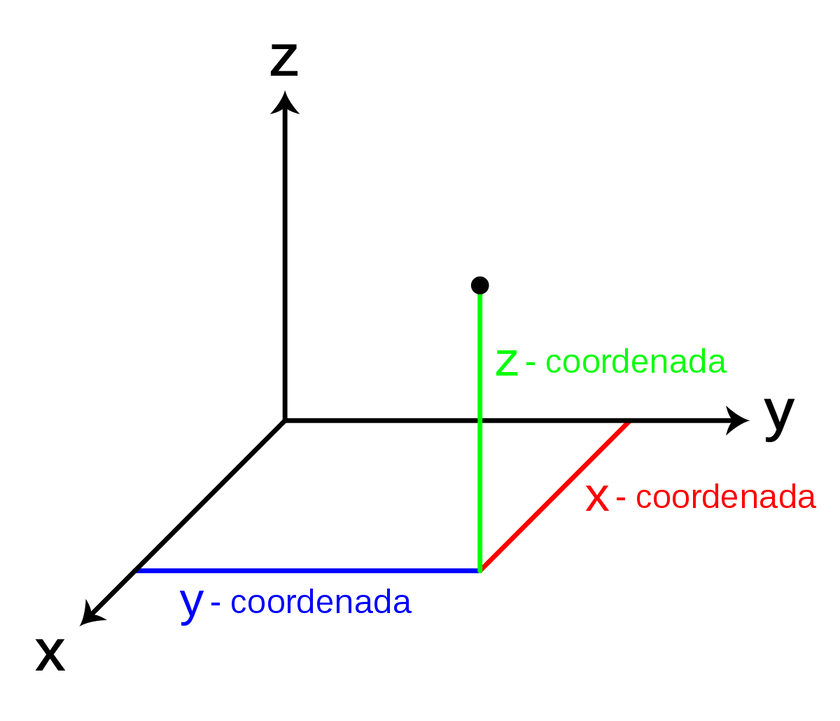 z
z - coordenada
y
x - coordenada
y - coordenada
x